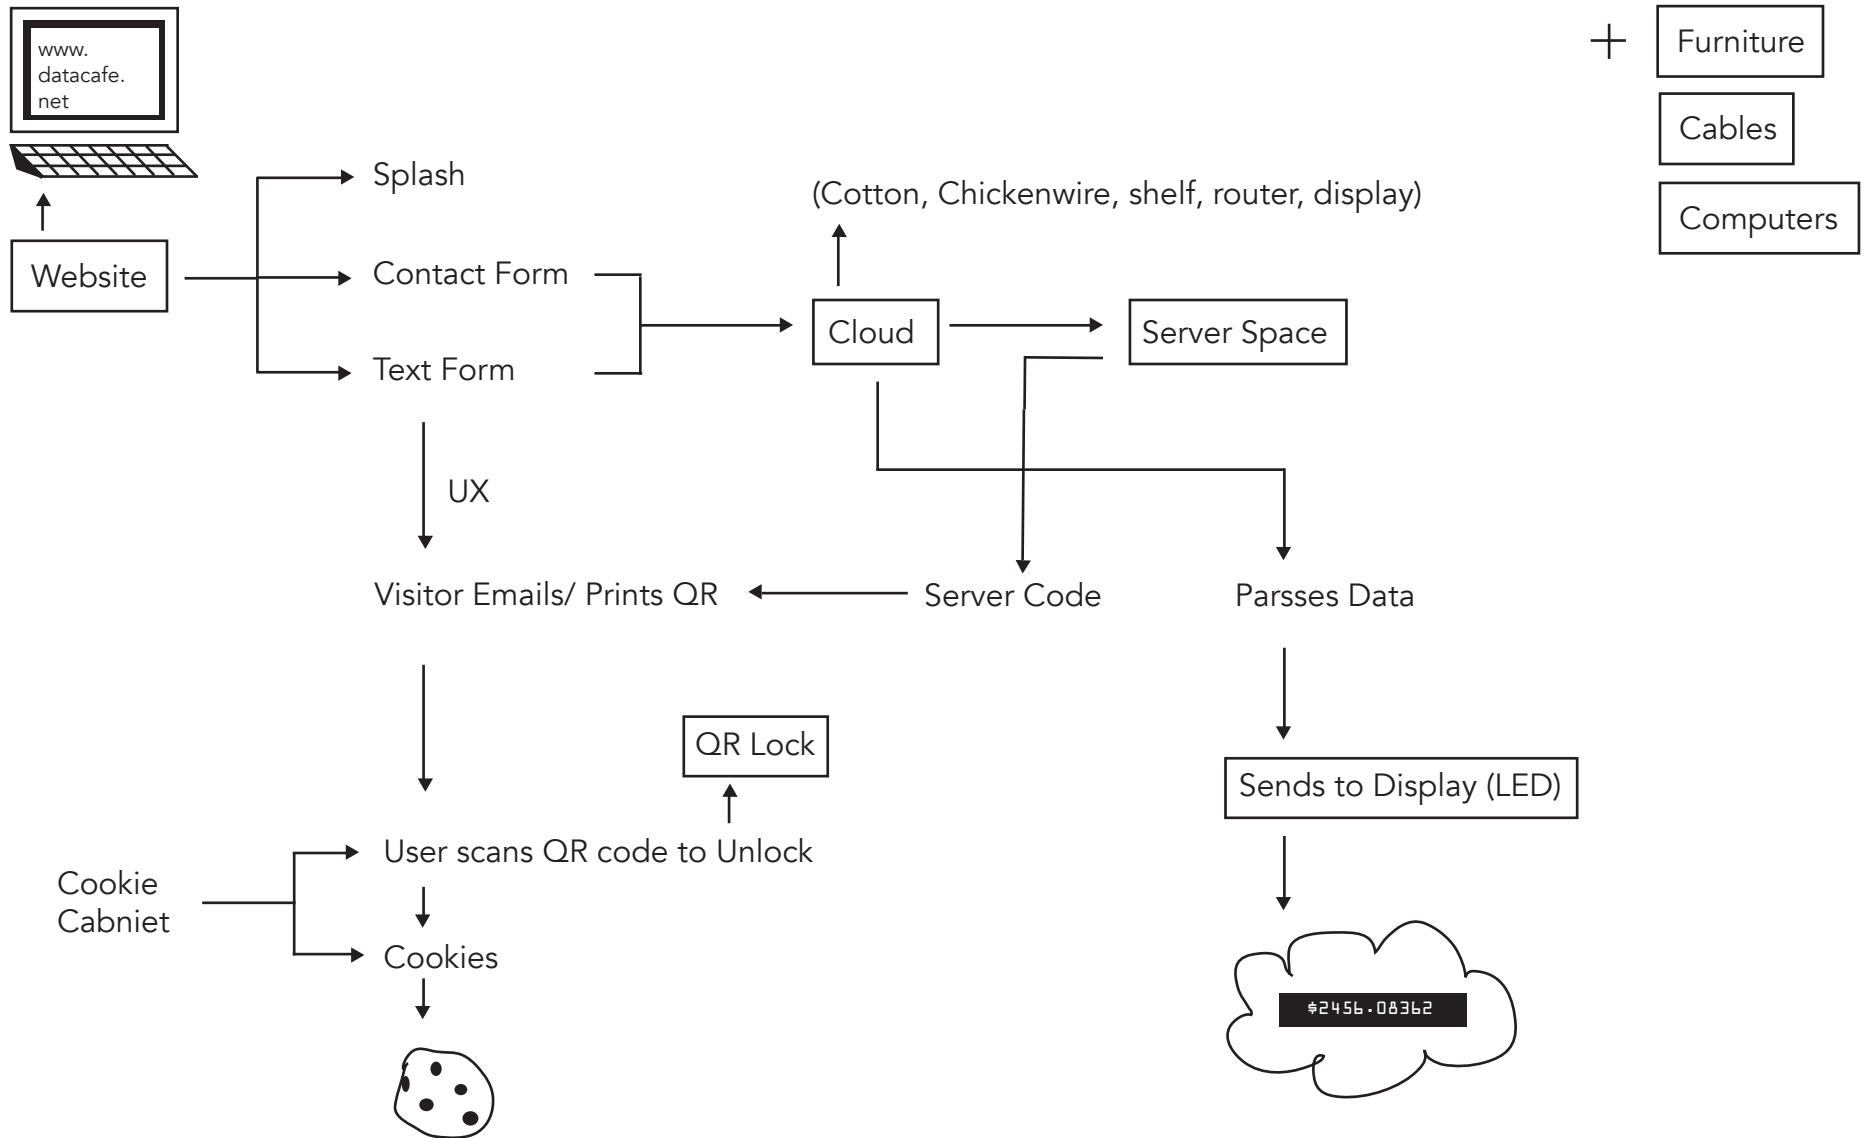 www.
datacafe.
net
Furniture
Cables
Computers
Splash
(Cotton, Chickenwire, shelf, router, display)
Website
Contact Form
Cloud
Server Space
Text Form
UX
Visitor Emails/ Prints QR
Server Code
Parsses Data
QR Lock
Sends to Display (LED)
User scans QR code to Unlock
Cookie
Cabniet
Cookies
$2456.08362